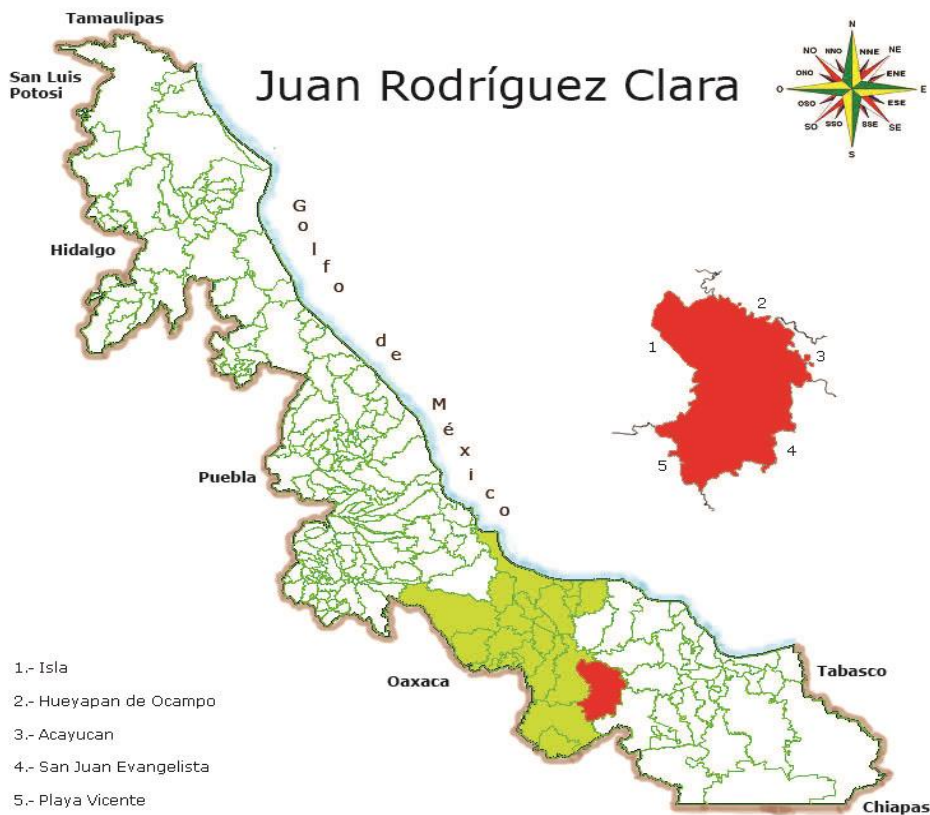 Tamaulipas
San Luis
Potosi
Juan Rodríguez Clara
N
NNO
NNE
NO
NE
ONO
ENE
O
E
OSO
ESE
SO
SSO
SSE
SE
S
Golfo
de
México
Hidalgo
2
1
3
4
5
Puebla
Oaxaca
Tabasco
Chiapas
1.- Isla
2.- Hueyapan de Ocampo
3.- Acayucan
4.- San Juan Evangelista
5.- Playa Vicente